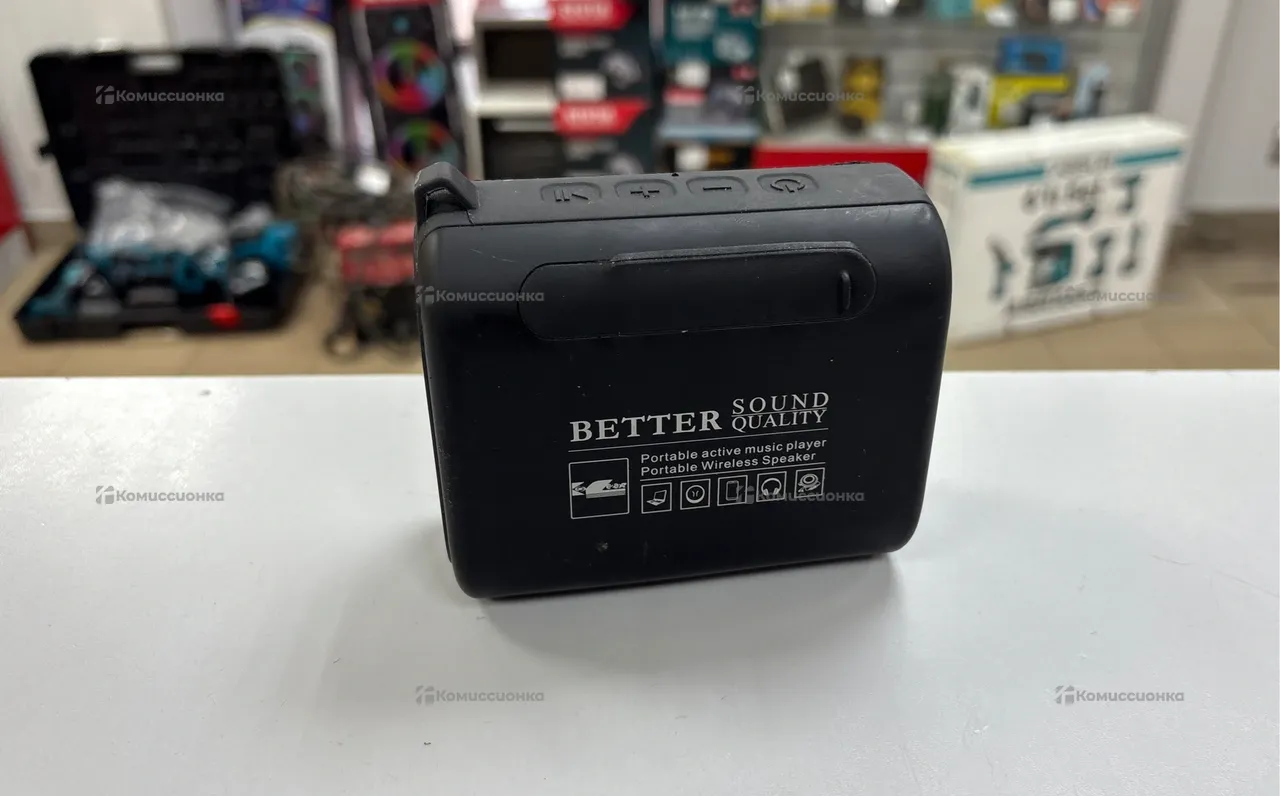 Комиссионка
Комиссионка
Комиссионка
Комиссионка
BETTER SOUND
QUALITY
Portable active music player
Portable Wireless Speaker
Комиссионка
Комиссионка
Комиссионка
Комиссионка